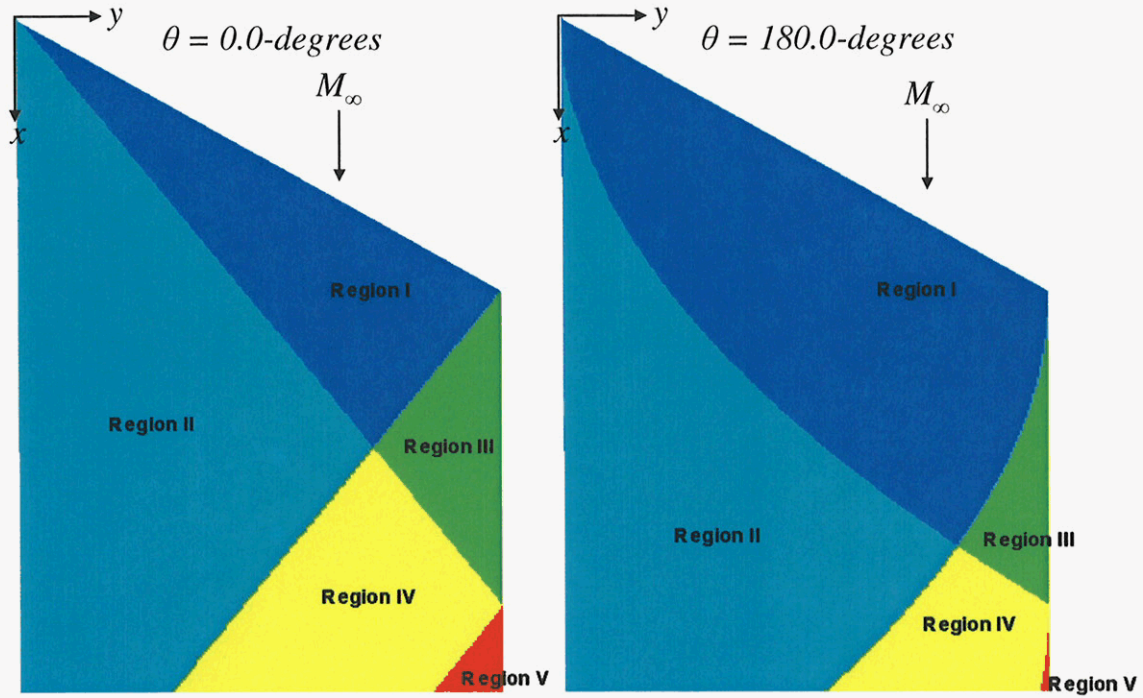 y
θ = 0.0-degrees
M∞
x
Region I
Region II
Region III
Region IV
Region V
y
θ = 180.0-degrees
M∞
x
Region I
Region II
Region III
Region IV
Region V